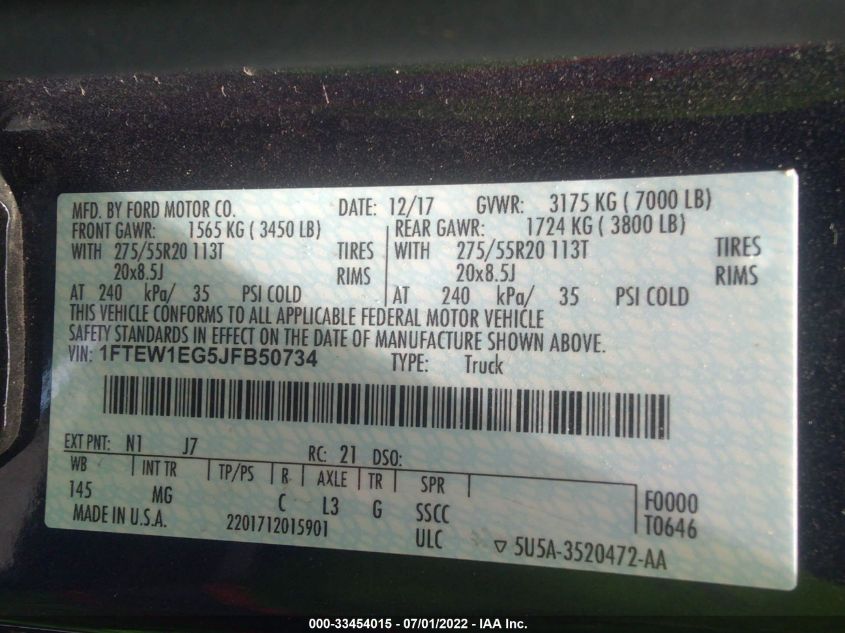 MFD. BY FORD MOTOR CO. DATE: 12/17 GVWR: 3175 KG ( 7000 LB)
FRONT GAWR: 1565 KG ( 3450 LB) REAR GAWR: 1724 KG ( 3800 LB)
WITH 275/55R20 113T TIRES WITH 275/55R20 113T TIRES
20x8.5J RIMS 20x8.5J RIMS
AT 240 kPa/ 35 PSI COLD AT 240 kPa/ 35 PSI COLD
THIS VEHICLE CONFORMS TO ALL APPLICABLE FEDERAL MOTOR VEHICLE
SAFETY STANDARDS IN EFFECT ON THE DATE OF MANUFACTURE SHOWN ABOVE.
VIN: 1FTEW1EG5JFB50734 TYPE: Truck
EXT PNT: N1 J7 RC: 21 DSO:
WB INT TR TP/PS R AXLE TR SPR
145 MG C L3 G SSCC F0000
MADE IN U.S.A. 2201712015901 ULC T0646
5U5A-3520472-AA
000-33454015 - 07/01/2022 - IAA Inc.